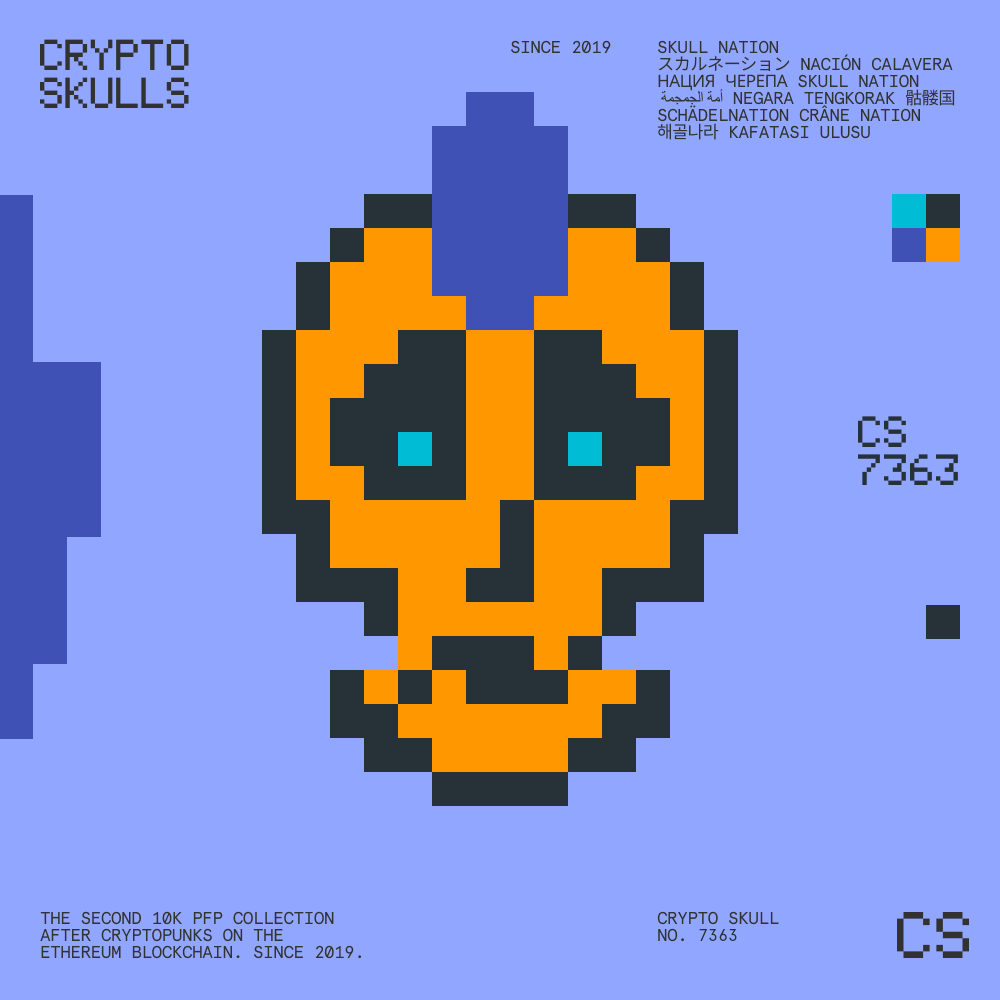 CRYPTO
SKULLS
SINCE 2019
SKULL NATION
スカルネーション NACIÓN CALAVERA
НАЦИЯ ЧЕРЕПА SKULL NATION
أمة الجمجمة NEGARA TENGKORAK 骷髅国
SCHÄDELNATION CRÂNE NATION
해골나라 KAFATASI ULUSU
CS
7363
THE SECOND 10K PFP COLLECTION
AFTER CRYPTOPUNKS ON THE
ETHEREUM BLOCKCHAIN. SINCE 2019.
CRYPTO SKULL
NO. 7363
CS